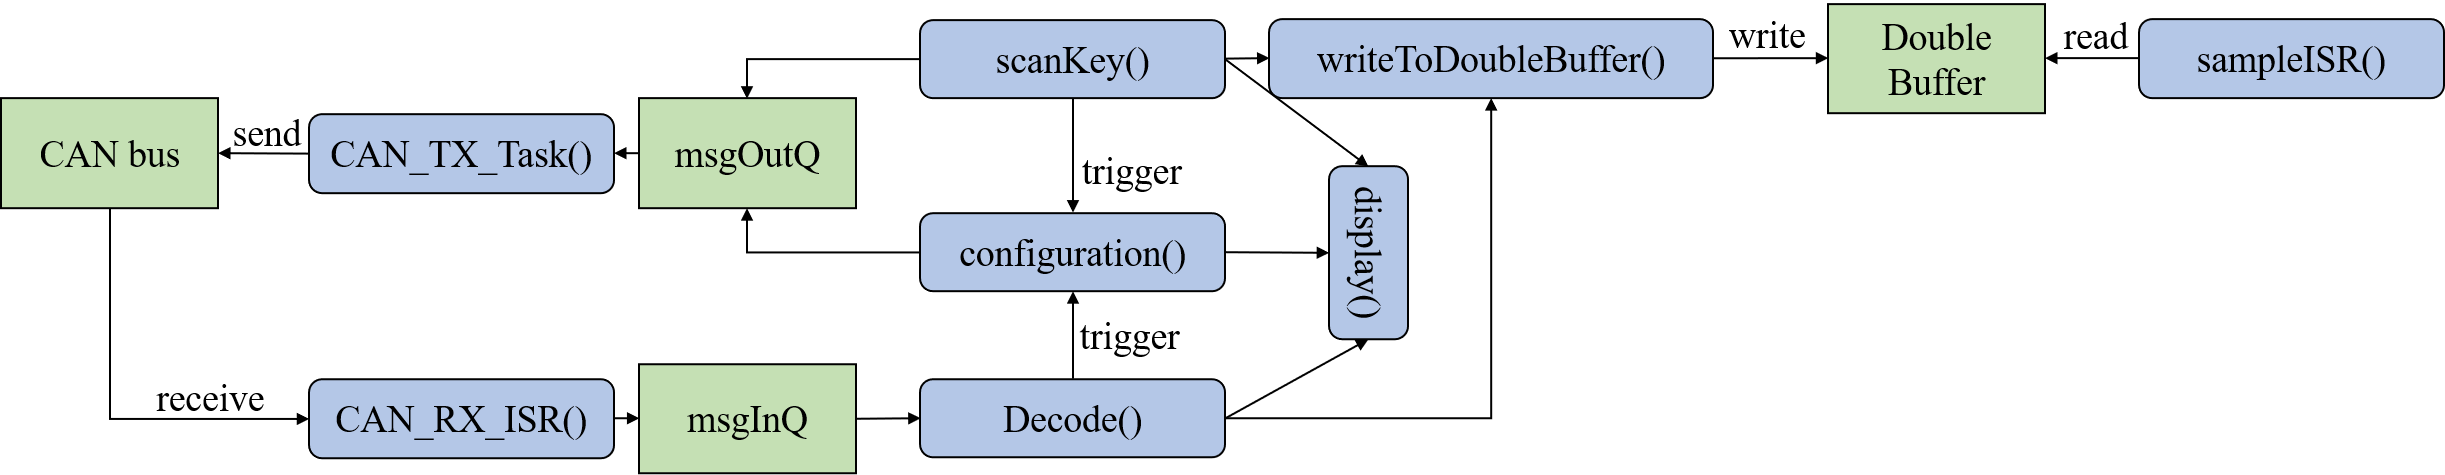 scanKey()
writeToDoubleBuffer()
write
Double
Buffer
read
sampleISR()
CAN bus
send
CAN_TX_Task()
msgOutQ
trigger
configuration()
display()
trigger
receive
CAN_RX_ISR()
msgInQ
Decode()